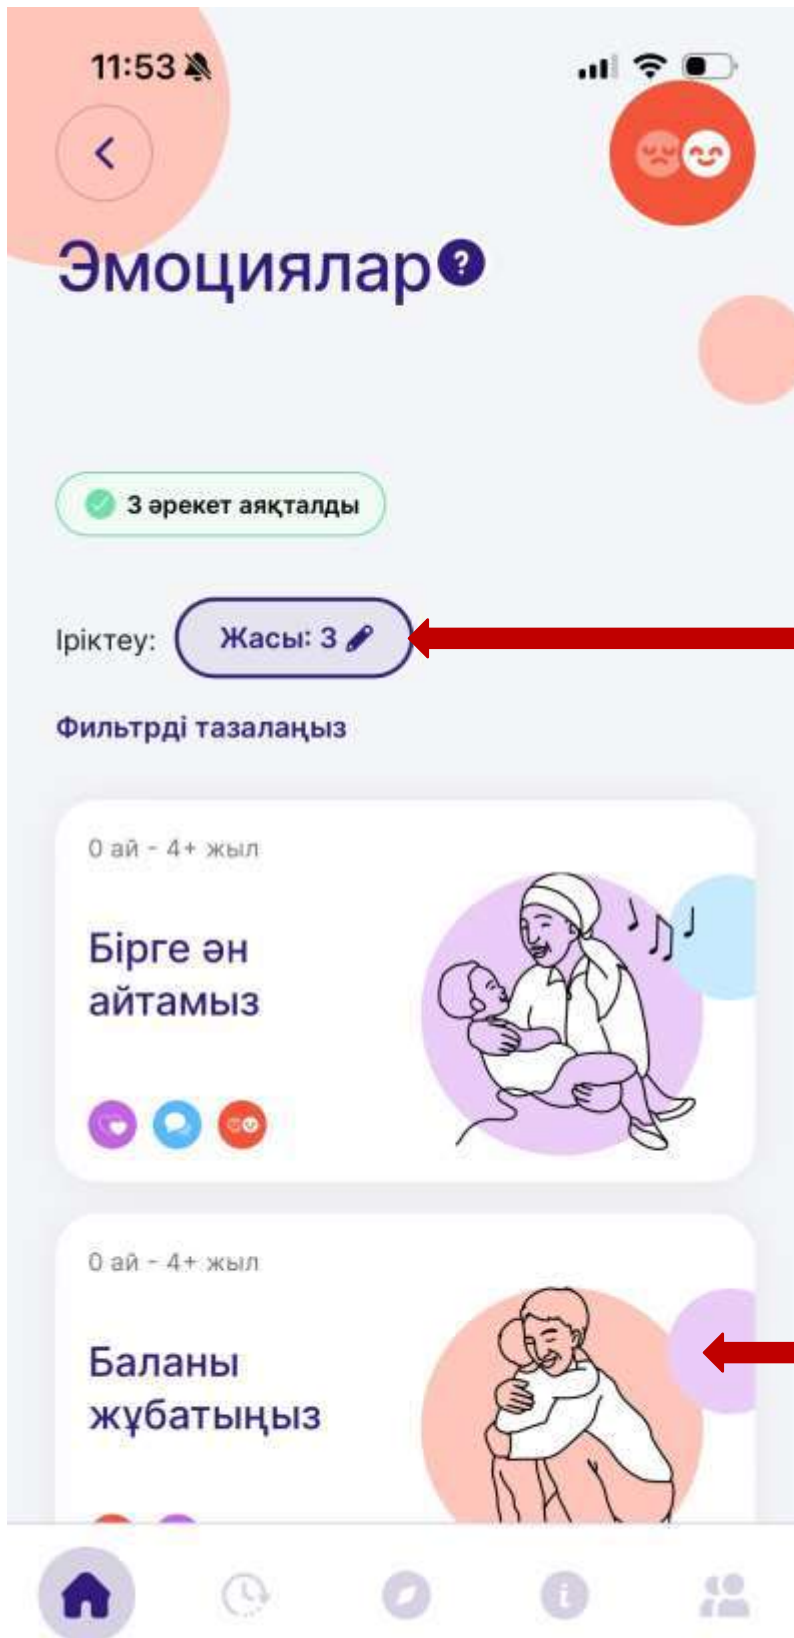 11:53
Эмоциялар?
3 әрекет аяқталды
Іріктеу: Жасы: 3
Фильтрді тазалаңыз
0 ай - 4+ жыл
Бірге ән
айтамыз
0 ай - 4+ жыл
Баланы
жұбатыңыз